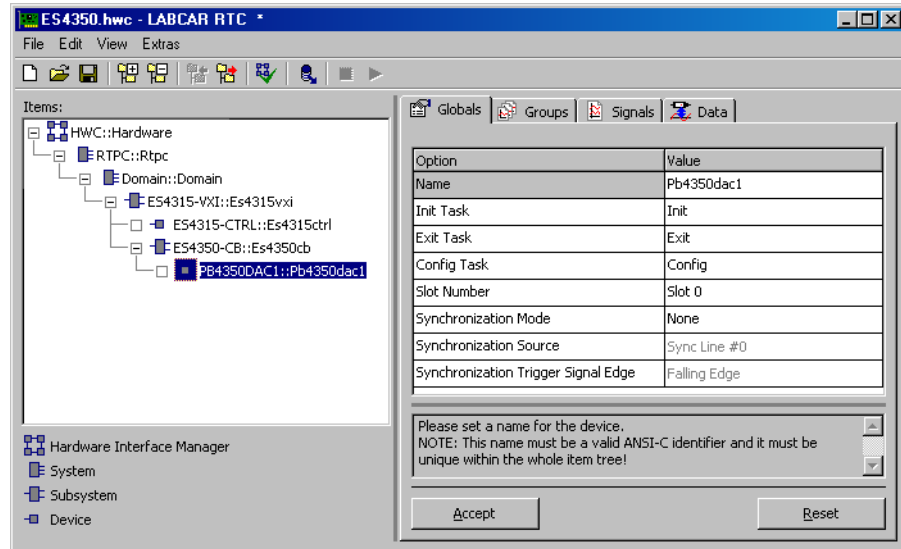 ES4350.hwc - LABCAR RTC *
File Edit View Extras
Items:
HWC::Hardware
RTPC::Rtpc
Domain::Domain
ES4315-VXI::Es4315vxi
ES4315-CTRL::Es4315ctrl
ES4350-CB::Es4350cb
PB4350DAC1::Pb4350dac1
Hardware Interface Manager
System
Subsystem
Device
Globals Groups Signals Data
Option Value
Name Pb4350dac1
Init Task Init
Exit Task Exit
Config Task Config
Slot Number Slot 0
Synchronization Mode None
Synchronization Source Sync Line #0
Synchronization Trigger Signal Edge Falling Edge
Please set a name for the device.
NOTE: This name must be a valid ANSI-C identifier and it must be
unique within the whole item tree!
Accept Reset